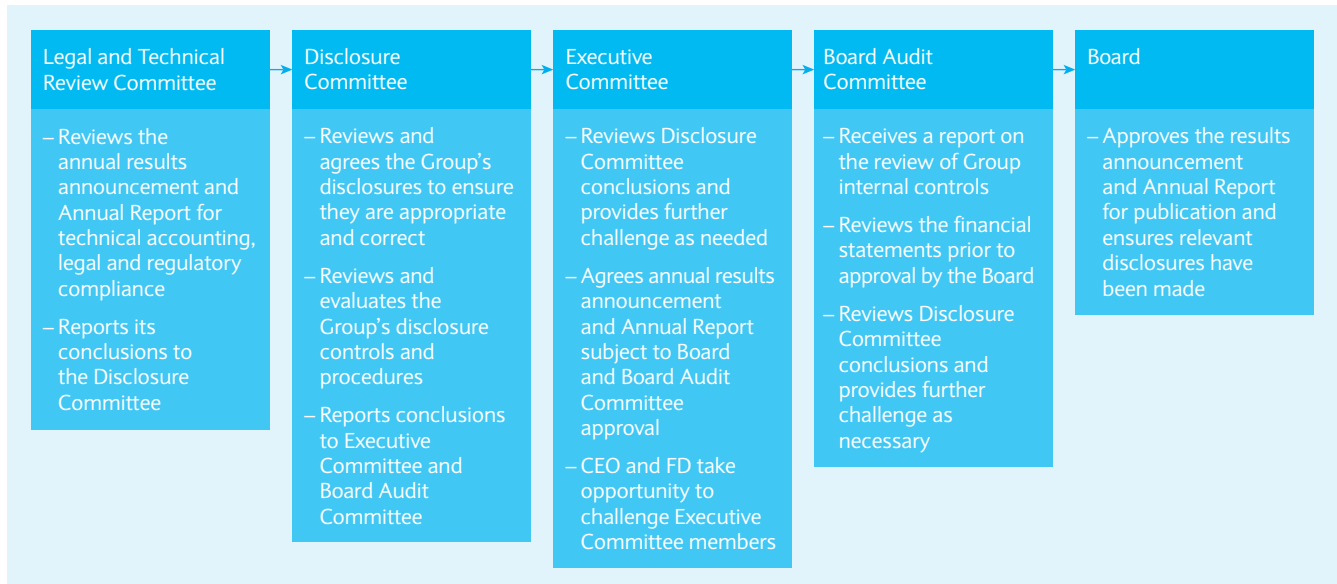 Legal and Technical
Review Committee
– Reviews the
annual results
announcement and
Annual Report for
technical accounting,
legal and regulatory
compliance
– Reports its
conclusions to
the Disclosure
Committee
Disclosure
Committee
– Reviews and
agrees the Group’s
disclosures to ensure
they are appropriate
and correct
– Reviews and
evaluates the
Group’s disclosure
controls and
procedures
– Reports conclusions
to Executive
Committee and
Board Audit
Committee
Executive
Committee
– Reviews Disclosure
Committee
conclusions and
provides further
challenge as needed
– Agrees annual results
announcement
and Annual Report
subject to Board
and Board Audit
Committee
approval
– CEO and FD take
opportunity to
challenge Executive
Committee members
Board Audit
Committee
– Receives a report on
the review of Group
internal controls
– Reviews the financial
statements prior to
approval by the Board
– Reviews Disclosure
Committee
conclusions and
provides further
challenge as
necessary
Board
– Approves the results
announcement
and Annual Report
for publication and
ensures relevant
disclosures have
been made